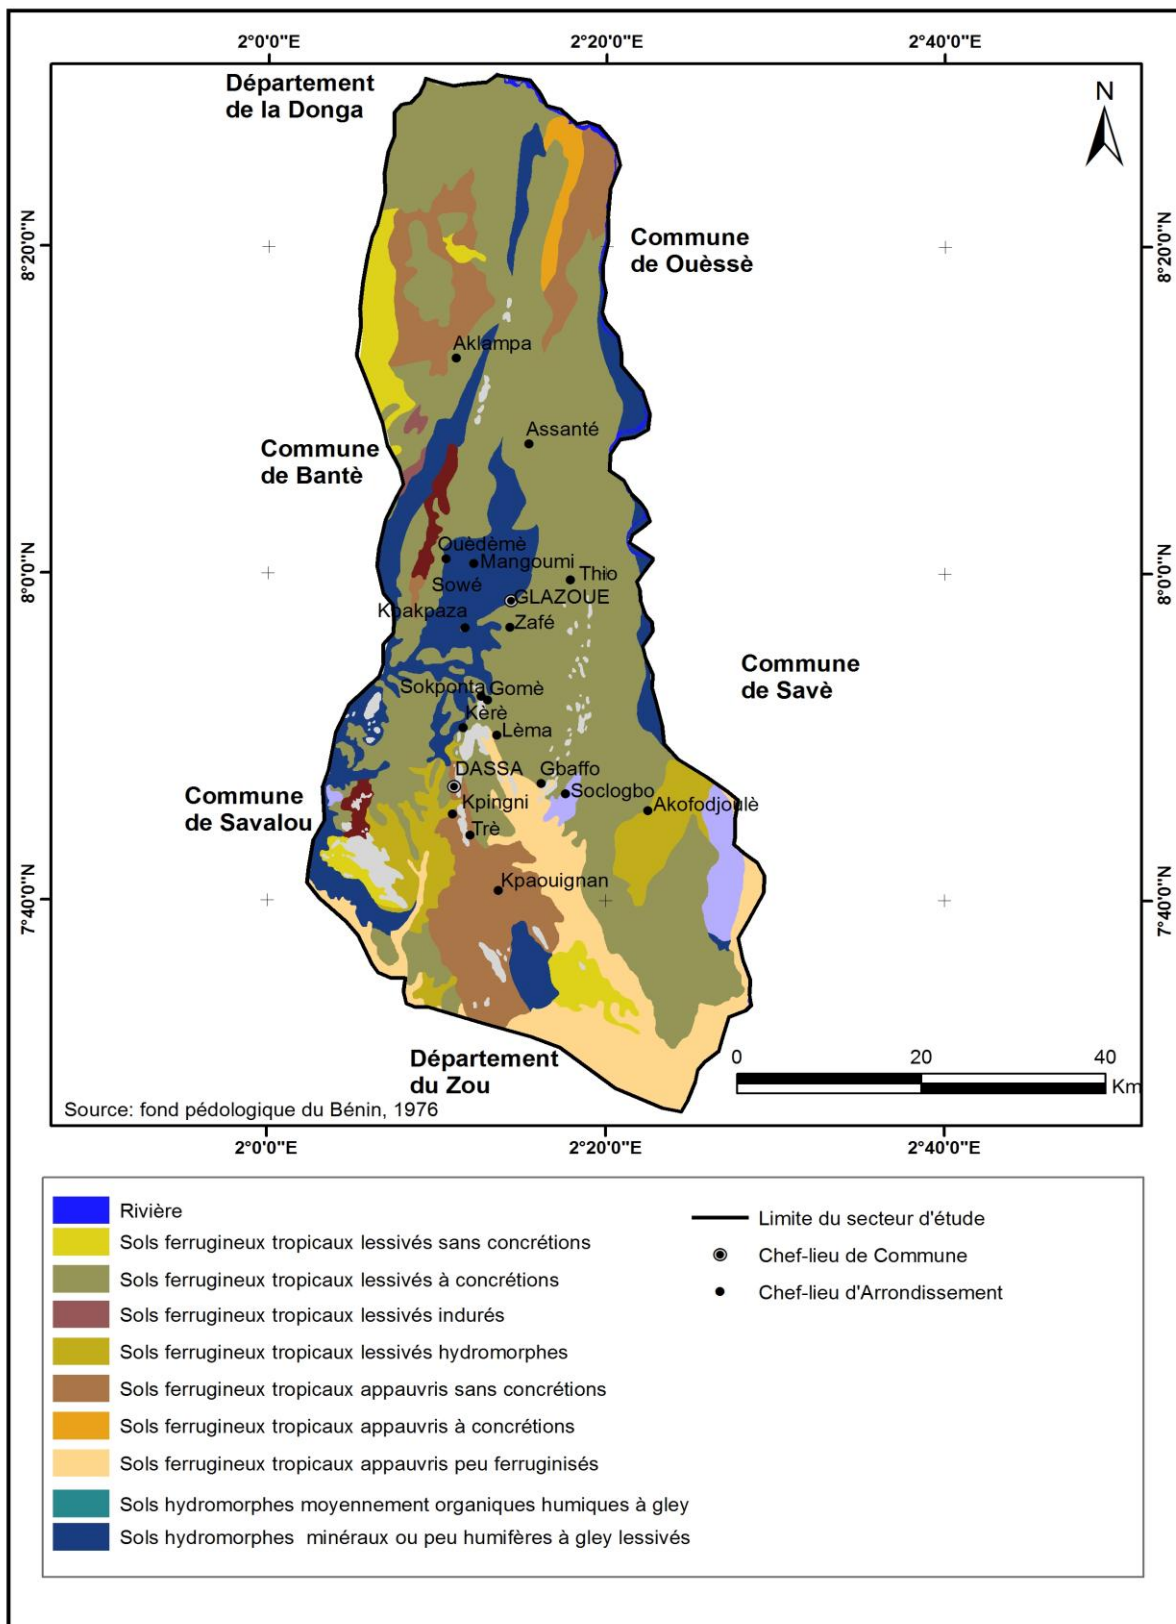 2°0'0"E
2°20'0"E
2°40'0"E
Département
de la Donga
N
8°20'0"N
Commune
de Ouèssè
8°20'0"N
Aklampa
Assanté
Commune
de Bantè
Ouèdèmè
Mangoumi
Thio
8°0'0"N
8°0'0"N
Sowé
GLAZOUE
Kpakpaza
Zafé
Commune
de Savè
Sokponta
Gomè
Kèrè
Lèma
DASSA
Gbaffo
Soclogbo
Commune
de Savalou
Kpingni
Akofodjoulè
Trè
Kpaouignan
7°40'0"N
7°40'0"N
Département
du Zou
0
20
40
Km
Source: fond pédologique du Bénin, 1976
2°0'0"E
2°20'0"E
2°40'0"E
Rivière
Sols ferrugineux tropicaux lessivés sans concrétions
Sols ferrugineux tropicaux lessivés à concrétions
Sols ferrugineux tropicaux lessivés indurés
Sols ferrugineux tropicaux lessivés hydromorphes
Sols ferrugineux tropicaux appauvris sans concrétions
Sols ferrugineux tropicaux appauvris à concrétions
Sols ferrugineux tropicaux appauvris peu ferruginisés
Sols hydromorphes moyennement organiques humiques à gley
Sols hydromorphes minéraux ou peu humifères à gley lessivés
Limite du secteur d'étude
Chef-lieu de Commune
Chef-lieu d'Arrondissement